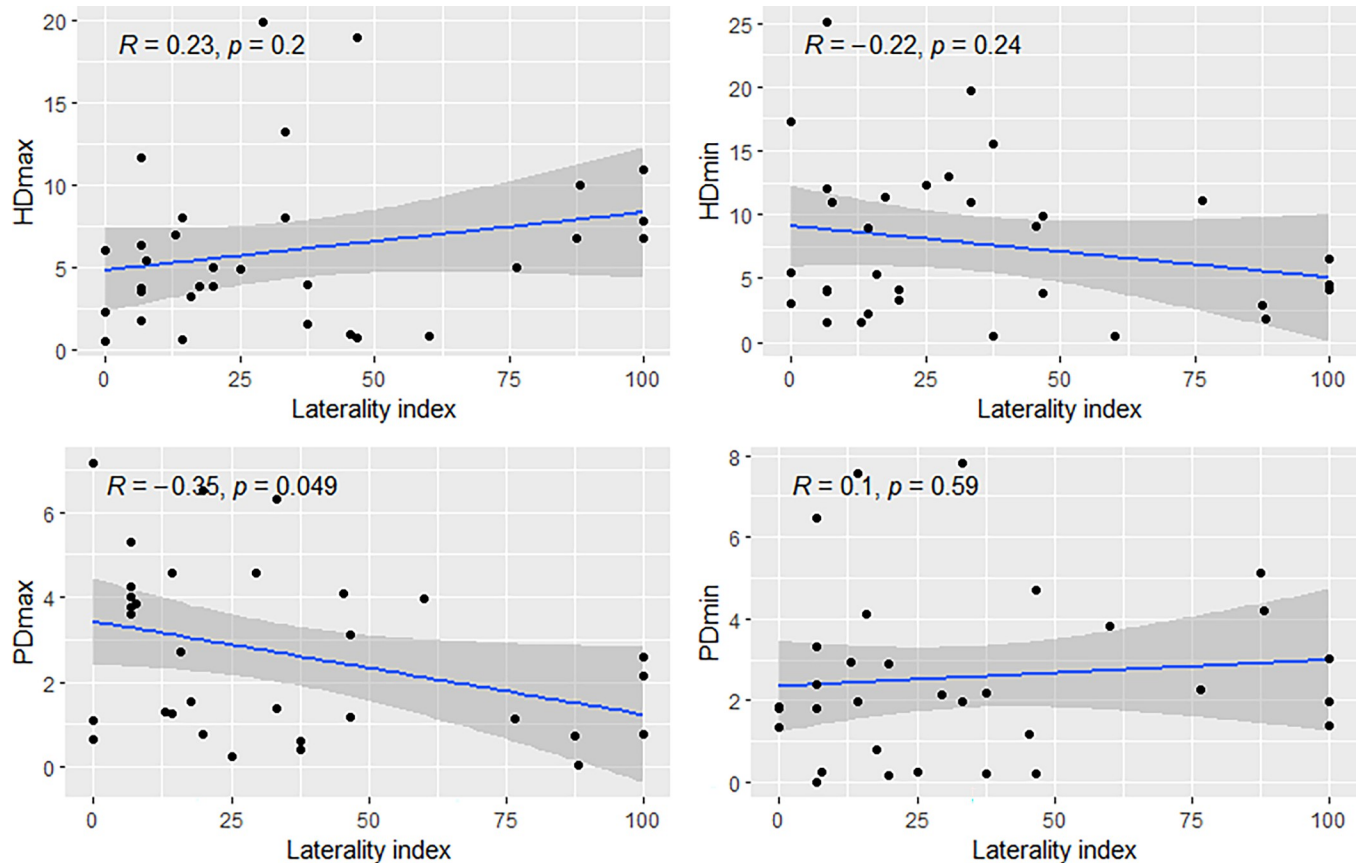 R = 0.23, p = 0.2
20
15
10
5
0
HDmax
0 25 50 75 100
Laterality index
R = −0.22, p = 0.24
25
20
15
10
5
0
HDmin
0 25 50 75 100
Laterality index
R = −0.35, p = 0.049
6
4
2
0
PDmax
0 25 50 75 100
Laterality index
R = 0.1, p = 0.59
8
6
4
2
0
PDmin
0 25 50 75 100
Laterality index